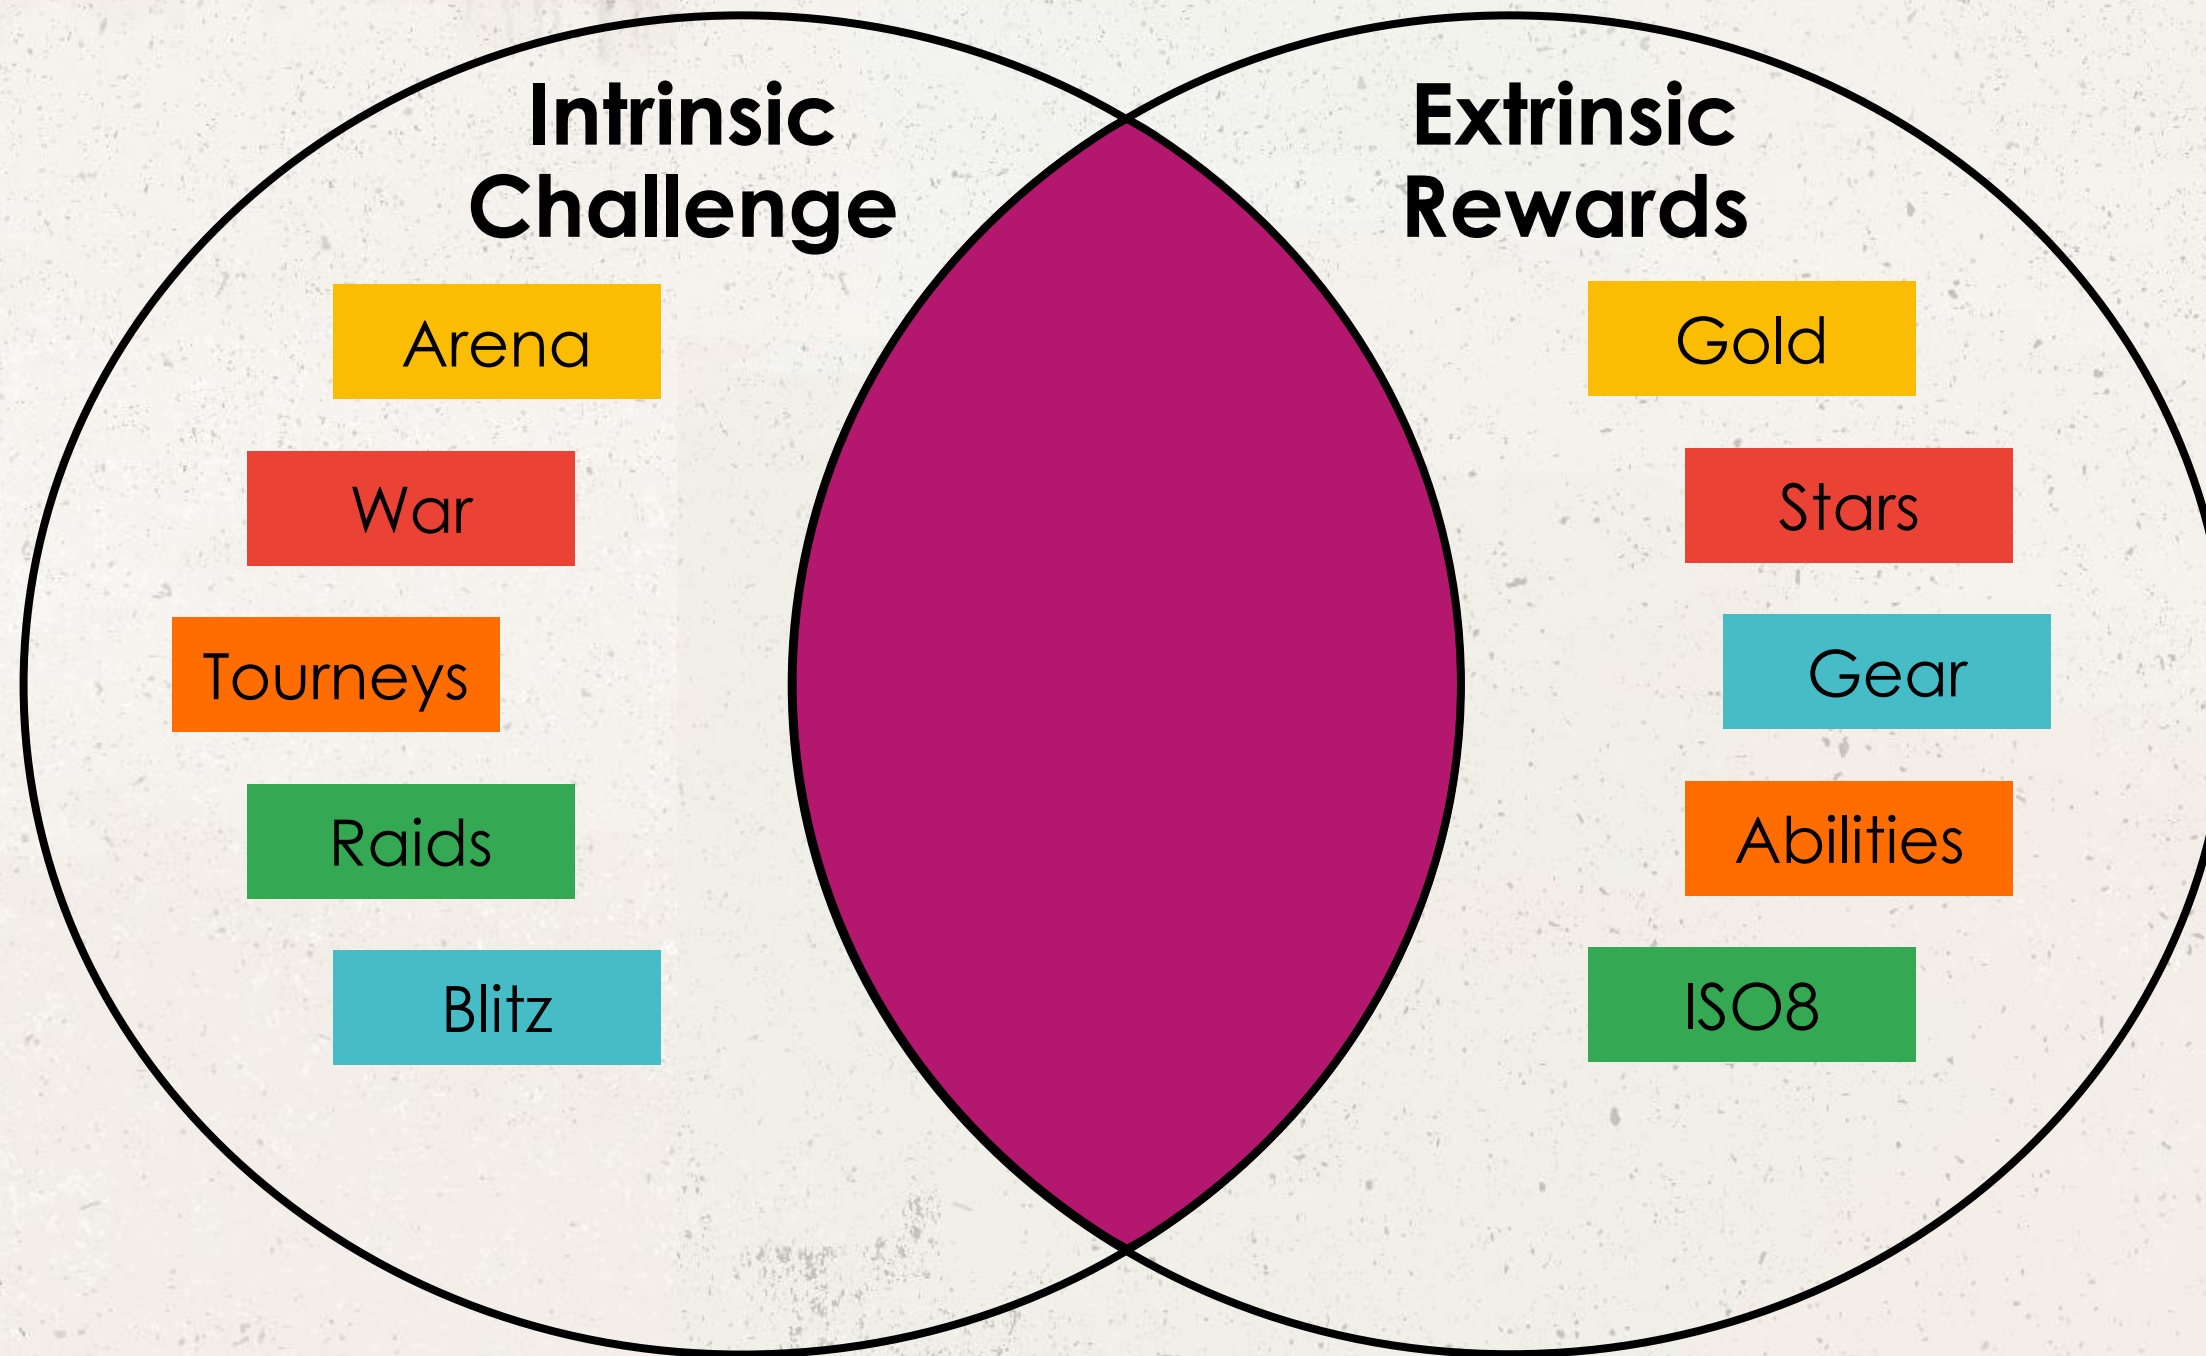 Intrinsic
Challenge
Arena
War
Tourneys
Raids
Blitz
Extrinsic
Rewards
Gold
Stars
Gear
Abilities
ISO8